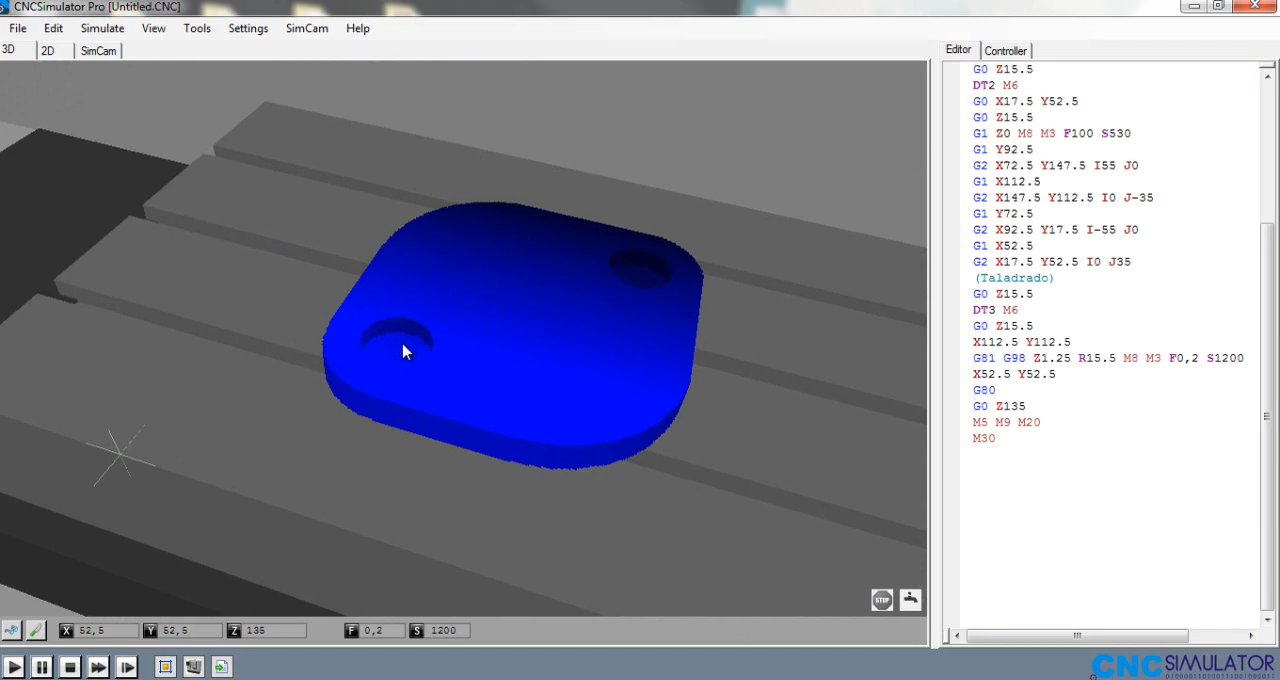 CNCSimulator Pro [Untitled.CNC]
File Edit Simulate View Tools Settings SimCam Help
3D 2D SimCam
Editor Controller
G0 Z15.5
DT2 M6
G0 X17.5 Y52.5
G0 Z15.5
G1 Z0 M8 M3 F100 S530
G1 Y92.5
G2 X72.5 Y147.5 I55 J0
G1 X112.5
G2 X147.5 Y112.5 I0 J-35
G1 Y72.5
G2 X92.5 Y17.5 I-55 J0
G1 X52.5
G2 X17.5 Y52.5 I0 J35
(Taladrado)
G0 Z15.5
DT3 M6
G0 Z15.5
X112.5 Y112.5
G81 G98 Z1.25 R15.5 M8 M3 F0,2 S1200
X52.5 Y52.5
G80
G0 Z135
M5 M9 M20
M30
STOP
X 52,5 Y 52,5 Z 135 F 0,2 S 1200
CNC SIMULATOR